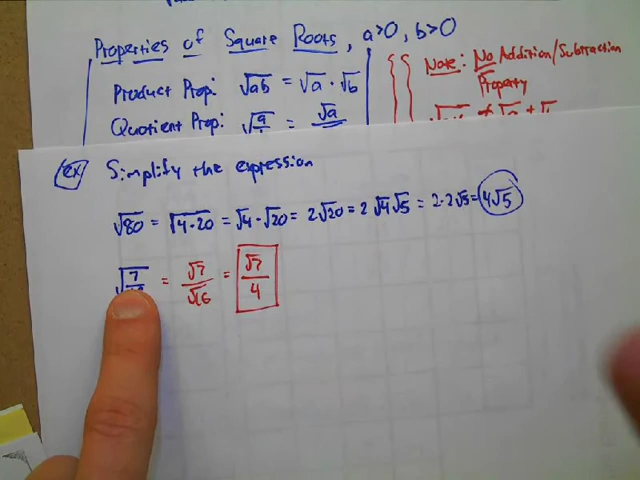 Properties of Square Roots, a>0, b>0
Product Prop: √ab = √a · √b
Quotient Prop: √a = √a
Note: No Addition/Subtraction
Property
ex Simplify the expression
√80 = √4·20 = √4 · √20 = 2√20 = 2√4√5 = 2·2√5 = 4√5
√7 = √7/√16 = √7/4